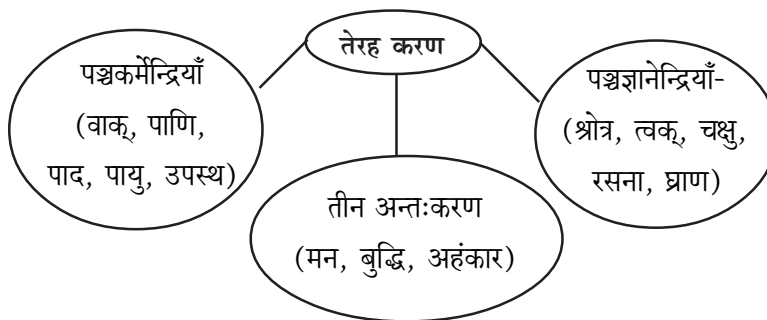 तेरह करण
पञ्चकर्मेन्द्रियाँ
(वाक्, पाणि,
पाद, पायु, उपस्थ)
पञ्चज्ञानेन्द्रियाँ-
(श्रोत्र, त्वक्, चक्षु,
रसना, घ्राण)
तीन अन्तःकरण
(मन, बुद्धि, अहंकार)